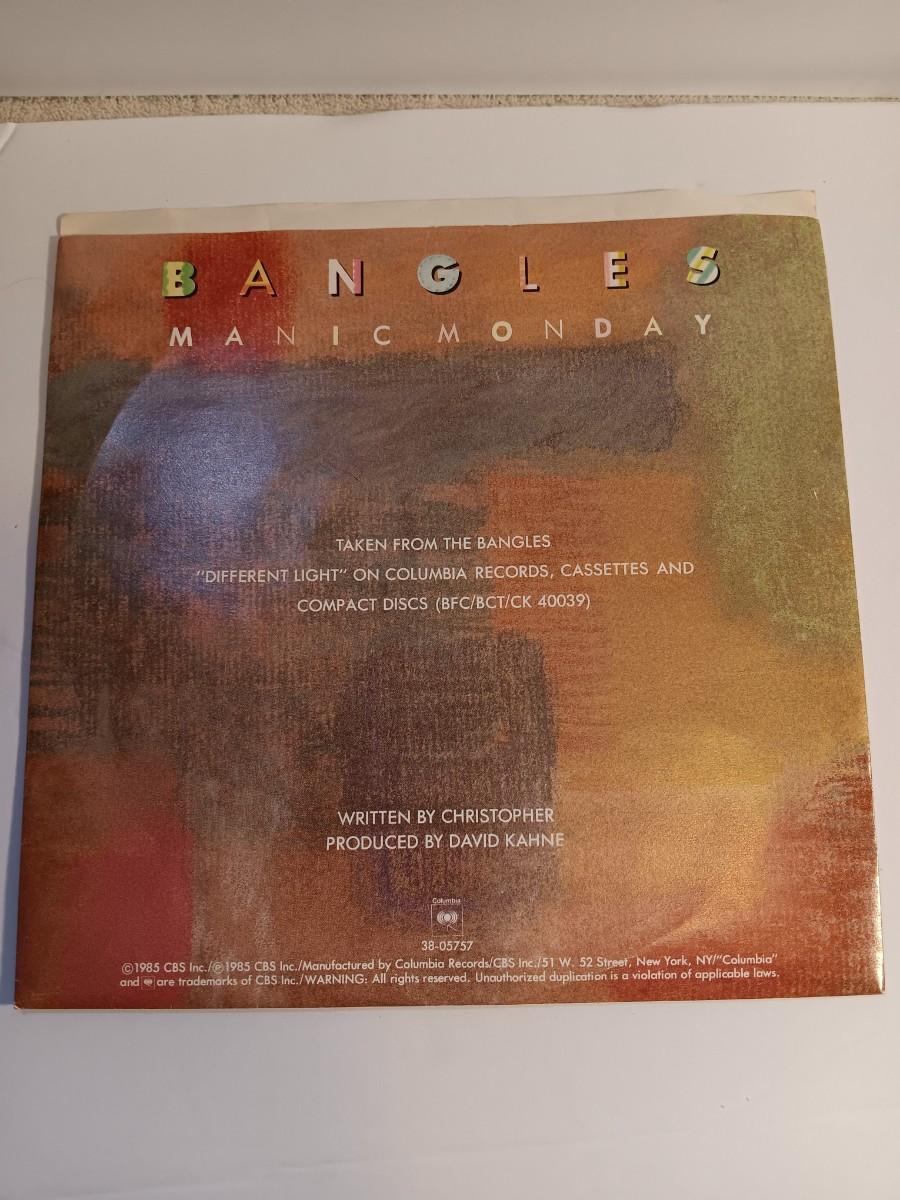 BANGLES
MANIC MONDAY
TAKEN FROM THE BANGLES
"DIFFERENT LIGHT" ON COLUMBIA RECORDS, CASSETTES AND
COMPACT DISCS (BFC/BCT/CK 40039)
WRITTEN BY CHRISTOPHER
PRODUCED BY DAVID KAHNE
Columbia
38-05757
©1985 CBS Inc./℗1985 CBS Inc./Manufactured by Columbia Records/CBS Inc./51 W. 52 Street, New York, NY/"Columbia"
and are trademarks of CBS Inc./WARNING: All rights reserved. Unauthorized duplication is a violation of applicable laws.